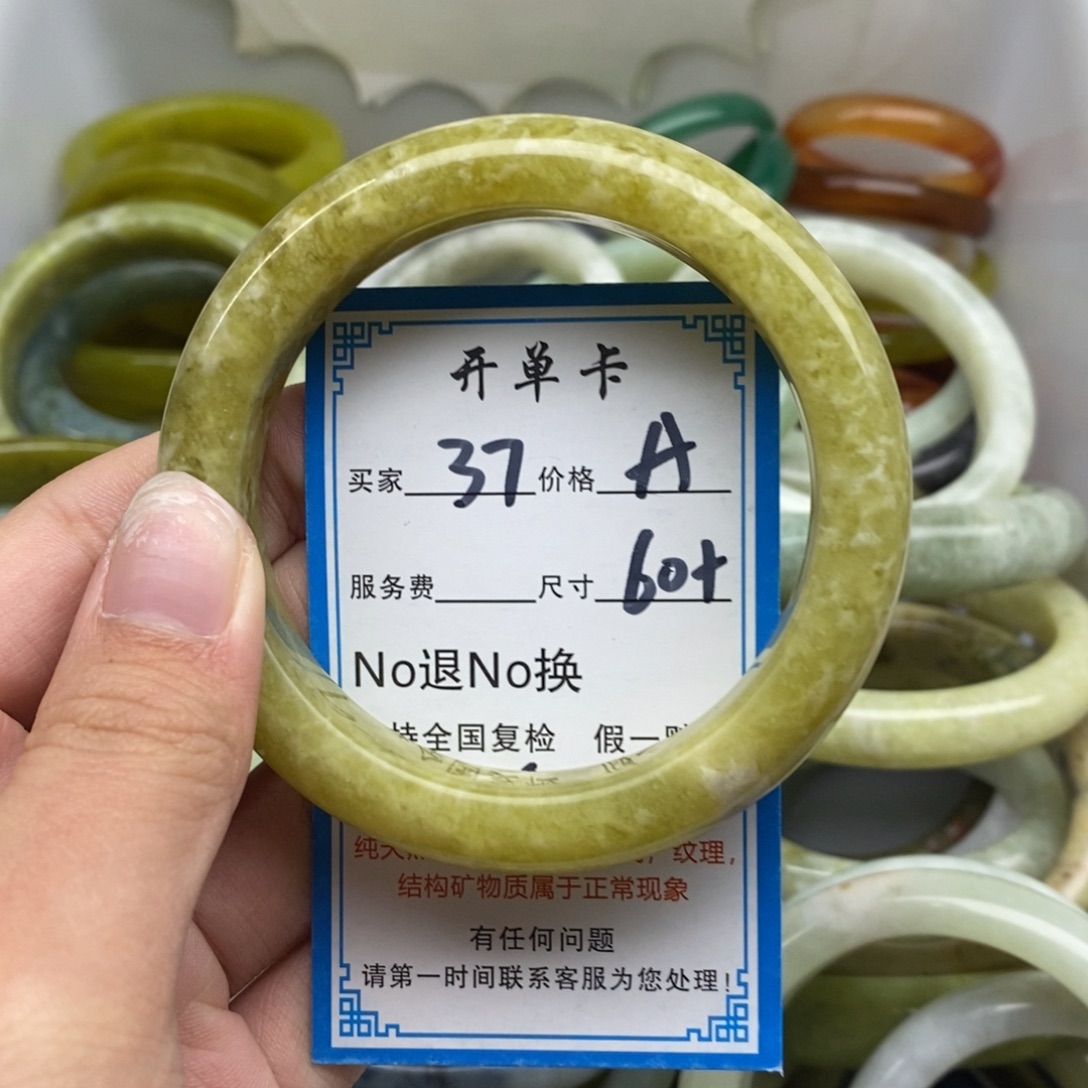 开单卡
买家 37 价格 A
服务费 尺寸 60+
No退No换
持全国复检 假一
纯天 纹理，
结构矿物质属于正常现象
有任何问题
请第一时间联系客服为您处理！